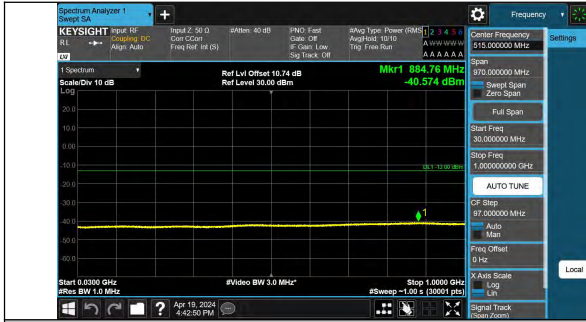 Spectrum Analyzer 1
Swept SA
Frequency
KEYSIGHT
Input: RF
Input Z: 50 Ω
#Atten: 40 dB
PNO: Fast
#Avg Type: Power (RMS
1 2 3 4 5 6
RL
Coupling: DC
Corr CCorr
Gate: Off
Avg|Hold: 10/10
A W W W W W
Align: Auto
Freq Ref: Int (S)
IF Gain: Low
Trig: Free Run
A A A A A A
Sig Track: Off
LW
1 Spectrum
Ref Lvl Offset 10.74 dB
Mkr1 884.76 MHz
Scale/Div 10 dB
Ref Level 30.00 dBm
-40.574 dBm
Log
20.0
10.0
0.00
-10.0
DL1 -13.00 dBm
-20.0
-30.0
1
-40.0
-50.0
-60.0
Start 0.0300 GHz
#Video BW 3.0 MHz*
Stop 1.0000 GHz
#Res BW 1.0 MHz
#Sweep ~1.00 s (30001 pts)
Apr 19, 2024
4:42:50 PM
Center Frequency
515.000000 MHz
Settings
Span
970.000000 MHz
Swept Span
Zero Span
Full Span
Start Freq
30.000000 MHz
Stop Freq
1.000000000 GHz
AUTO TUNE
CF Step
97.000000 MHz
Auto
Man
Freq Offset
0 Hz
Local
X Axis Scale
Log
Lin
Signal Track
(Span Zoom)